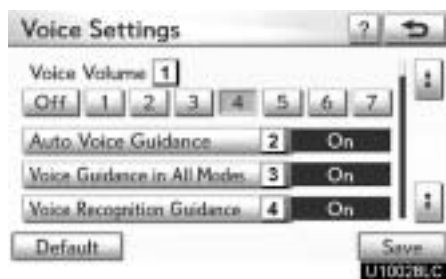 Voice Settings ?
Voice Volume 1
Off 1 2 3 4 5 6 7
Auto Voice Guidance 2 On
Voice Guidance in All Modes 3 On
Voice Recognition Guidance 4 On
Default Save